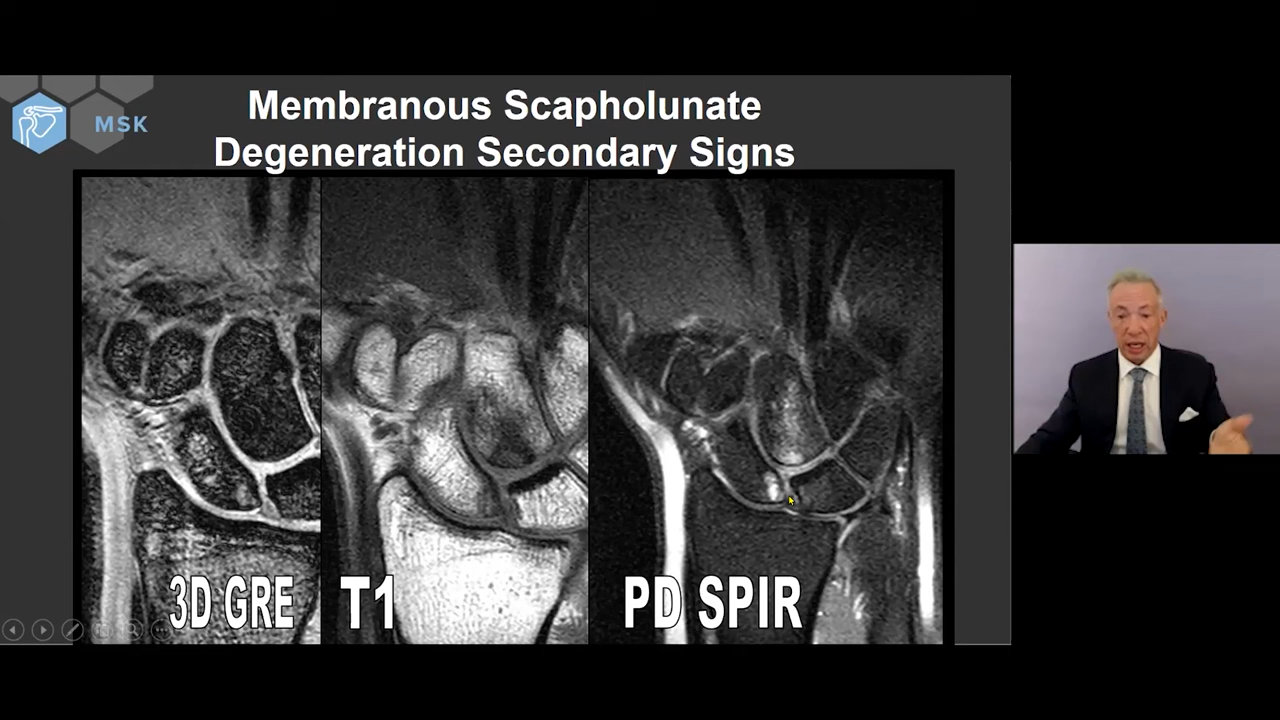 MSK
Membranous Scapholunate
Degeneration Secondary Signs
3D GRE
T1
PD SPIR